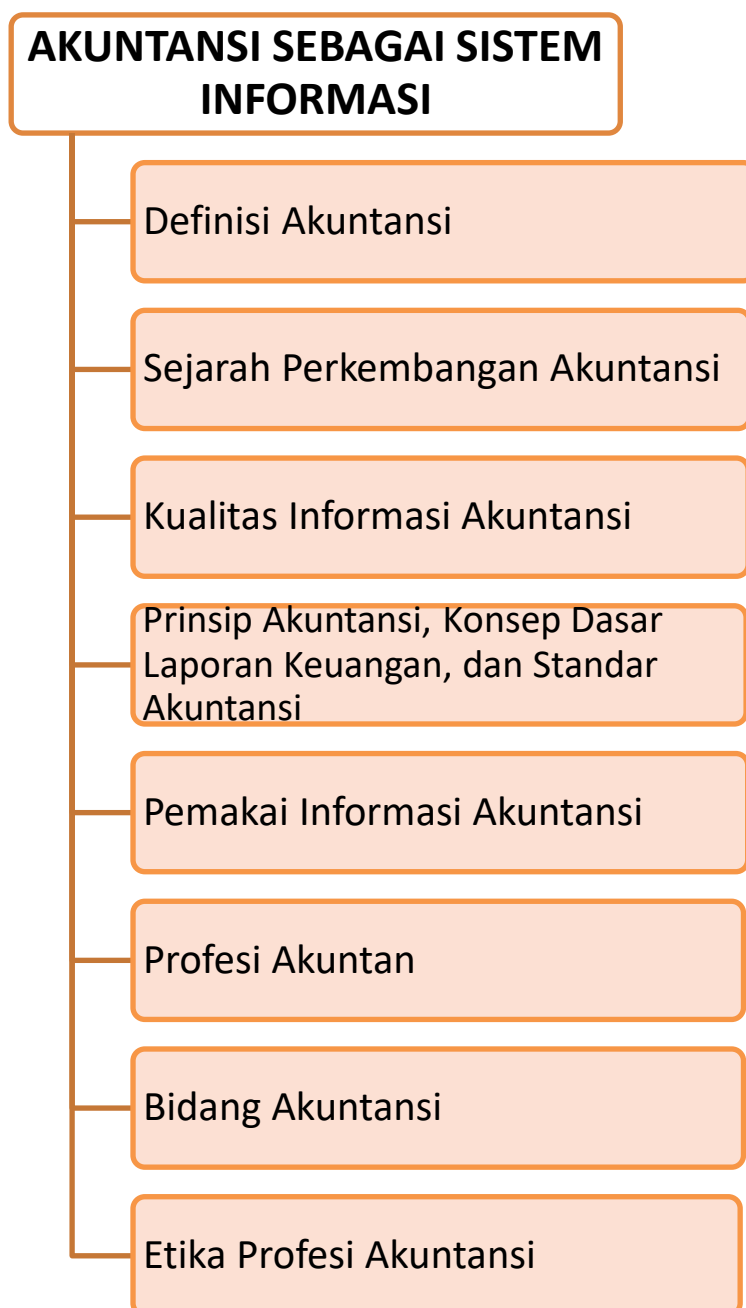 AKUNTANSI SEBAGAI SISTEM
INFORMASI
Definisi Akuntansi
Sejarah Perkembangan Akuntansi
Kualitas Informasi Akuntansi
Prinsip Akuntansi, Konsep Dasar
Laporan Keuangan, dan Standar
Akuntansi
Pemakai Informasi Akuntansi
Profesi Akuntan
Bidang Akuntansi
Etika Profesi Akuntansi